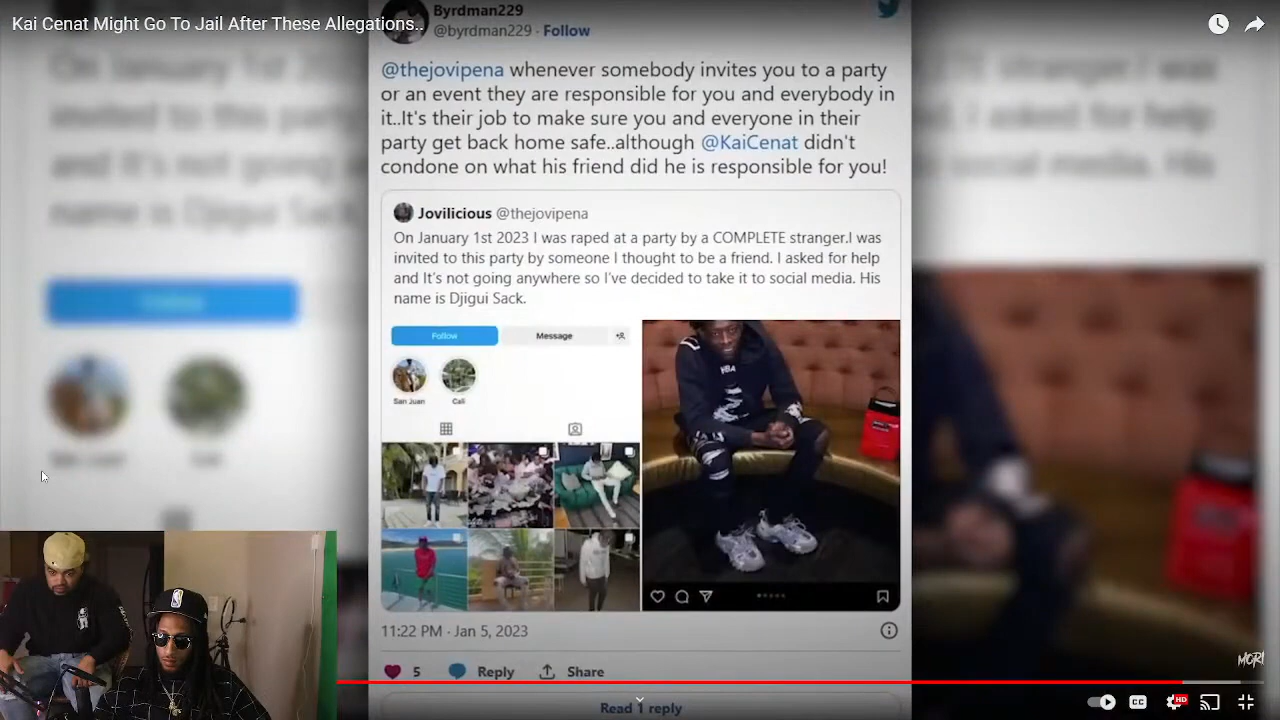 Kai Cenat Might Go To Jail After These Allegations..
Byrdman229
@byrdman229 · Follow
@thejovipena whenever somebody invites you to a party
or an event they are responsible for you and everybody in
it..It's their job to make sure you and everyone in their
party get back home safe..although @KaiCenat didn't
condone on what his friend did he is responsible for you!
Jovilicious @thejovipena
On January 1st 2023 I was raped at a party by a COMPLETE stranger.I was
invited to this party by someone I thought to be a friend. I asked for help
and It's not going anywhere so I've decided to take it to social media. His
name is Djigui Sack.
Follow Message
San Juan Cali
NBA
11:22 PM · Jan 5, 2023
5 Reply Share
Read 1 reply
MORI
CC HD